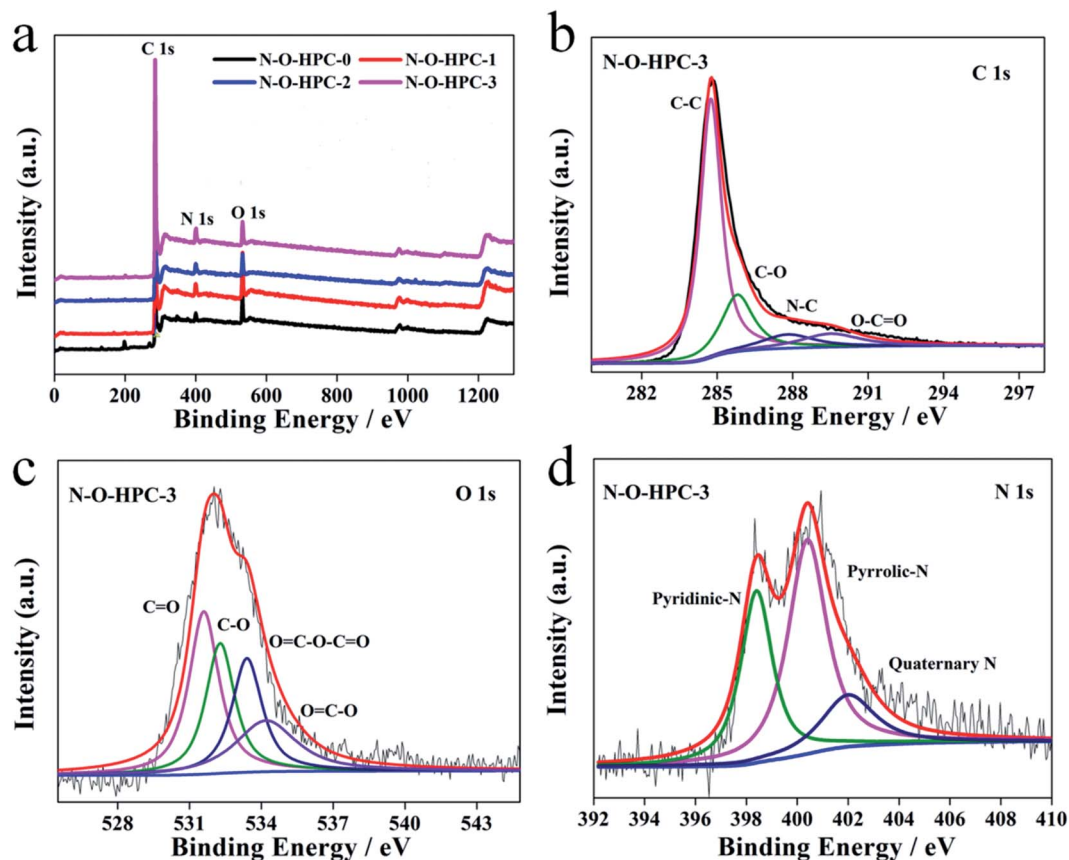 a
C 1s
N-O-HPC-0 N-O-HPC-1
N-O-HPC-2 N-O-HPC-3
N 1s
O 1s
Intensity (a.u.)
0 200 400 600 800 1000 1200
Binding Energy / eV
b
N-O-HPC-3
C 1s
C-C
C-O
N-C
O-C=O
Intensity (a.u.)
282 285 288 291 294 297
Binding Energy / eV
c
N-O-HPC-3
O 1s
C=O
C-O
O=C-O-C=O
O=C-O
Intensity (a.u.)
528 531 534 537 540 543
Binding Energy / eV
d
N-O-HPC-3
N 1s
Pyrrolic-N
Pyridinic-N
Quaternary N
Intensity (a.u.)
392 394 396 398 400 402 404 406 408 410
Binding Energy / eV